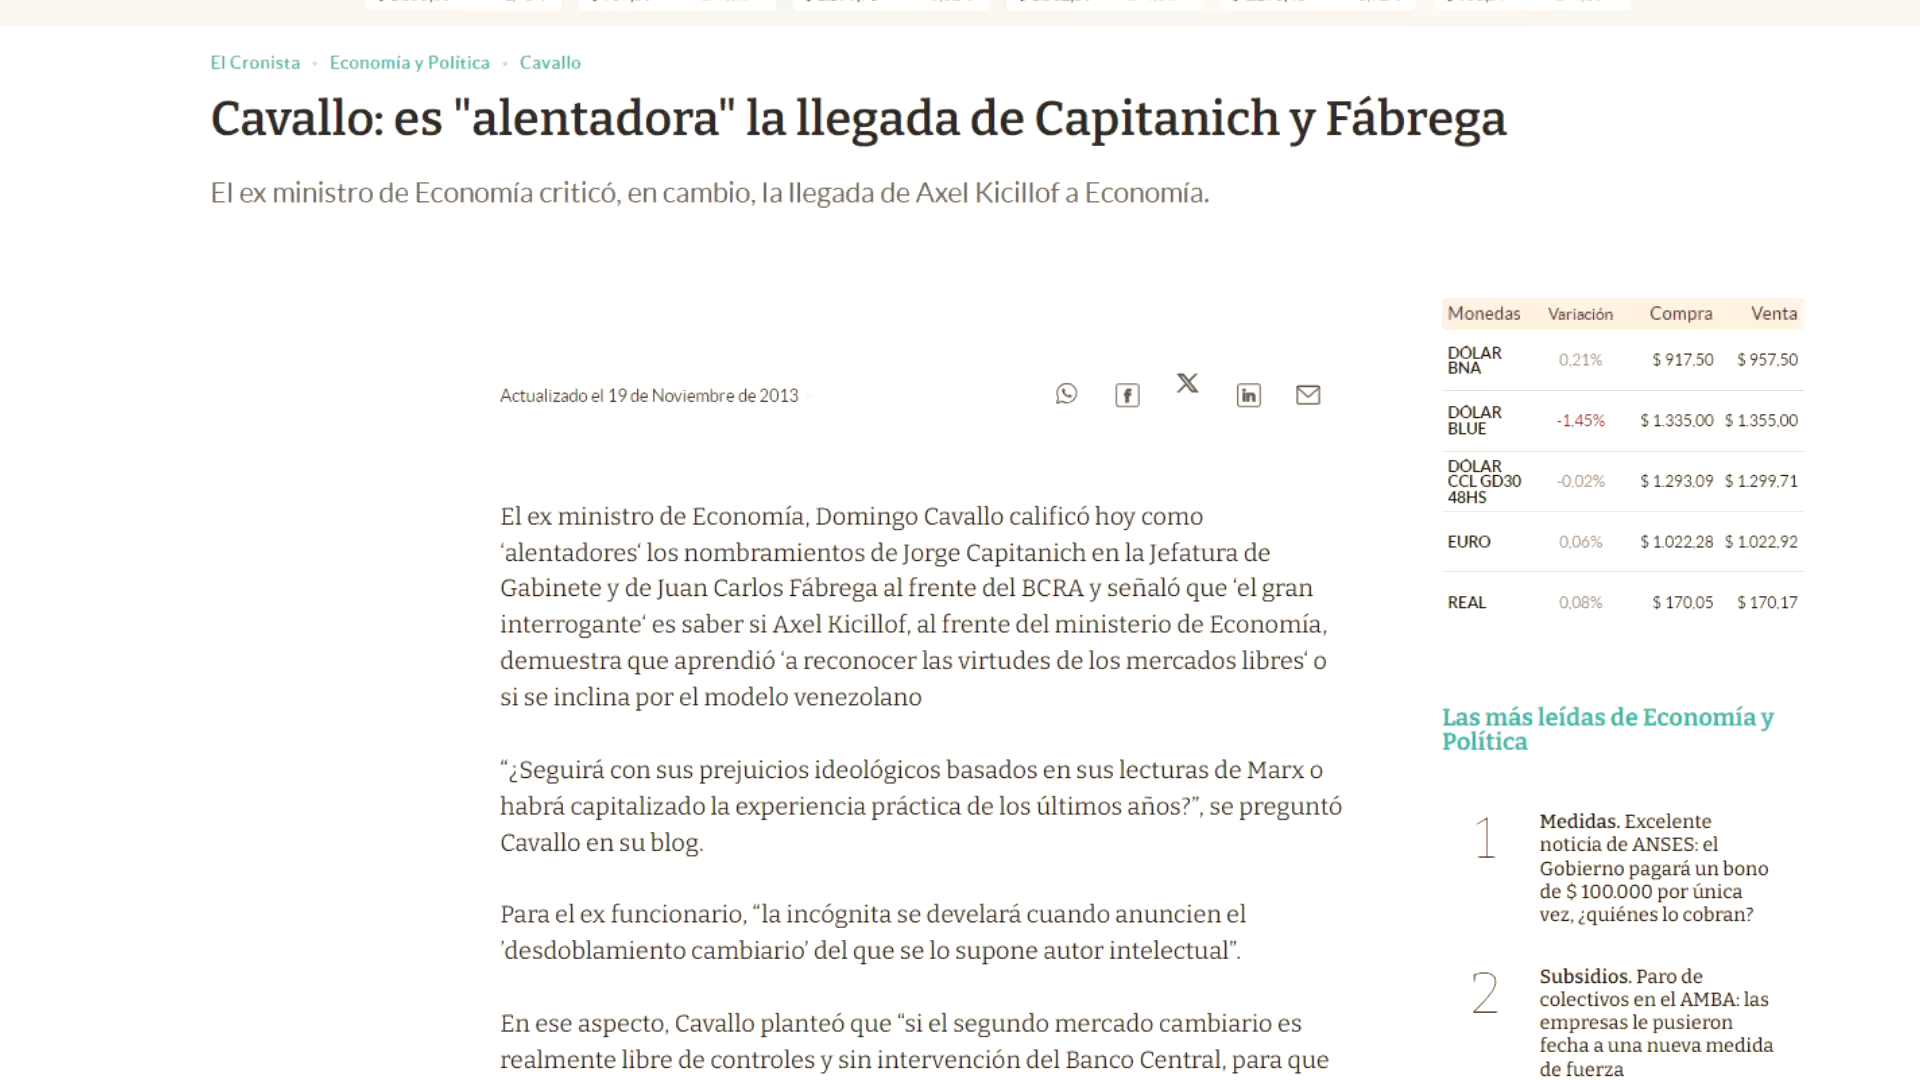 El Cronista • Economía y Política • Cavallo
Cavallo: es "alentadora" la llegada de Capitanich y Fábrega
El ex ministro de Economía criticó, en cambio, la llegada de Axel Kicillof a Economía.
Actualizado el 19 de Noviembre de 2013
El ex ministro de Economía, Domingo Cavallo calificó hoy como
‘alentadores‘ los nombramientos de Jorge Capitanich en la Jefatura de
Gabinete y de Juan Carlos Fábrega al frente del BCRA y señaló que ‘el gran
interrogante‘ es saber si Axel Kicillof, al frente del ministerio de Economía,
demuestra que aprendió ‘a reconocer las virtudes de los mercados libres‘ o
si se inclina por el modelo venezolano
“¿Seguirá con sus prejuicios ideológicos basados en sus lecturas de Marx o
habrá capitalizado la experiencia práctica de los últimos años?”, se preguntó
Cavallo en su blog.
Para el ex funcionario, “la incógnita se develará cuando anuncien el
’desdoblamiento cambiario’ del que se lo supone autor intelectual”.
En ese aspecto, Cavallo planteó que “si el segundo mercado cambiario es
realmente libre de controles y sin intervención del Banco Central, para que
Monedas Variación Compra Venta
DÓLAR
BNA 0,21% $ 917,50 $ 957,50
DÓLAR
BLUE -1,45% $ 1.335,00 $ 1.355,00
DÓLAR
CCL GD30
48HS -0,02% $ 1.293,09 $ 1.299,71
EURO 0,06% $ 1.022,28 $ 1.022,92
REAL 0,08% $ 170,05 $ 170,17
Las más leídas de Economía y
Política
1
Medidas. Excelente
noticia de ANSES: el
Gobierno pagará un bono
de $ 100.000 por única
vez, ¿quiénes lo cobran?
2
Subsidios. Paro de
colectivos en el AMBA: las
empresas le pusieron
fecha a una nueva medida
de fuerza